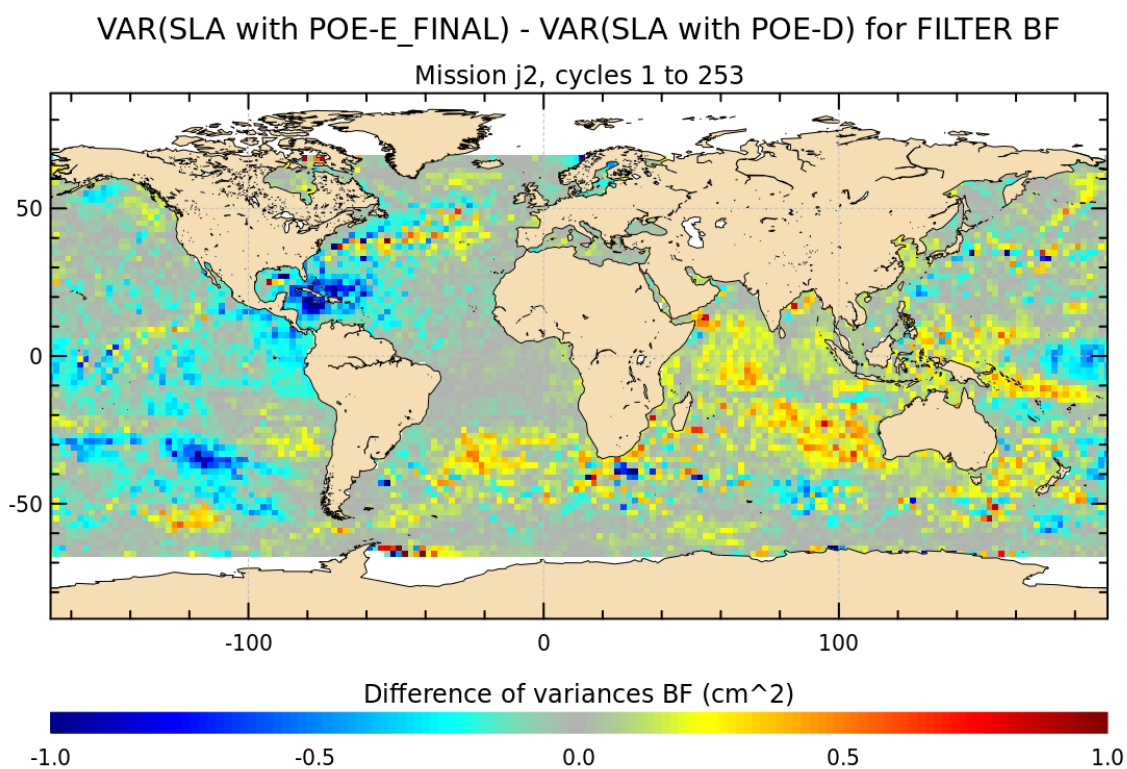 VAR(SLA with POE-E_FINAL) - VAR(SLA with POE-D) for FILTER BF
Mission j2, cycles 1 to 253
50
0
-50
-100 0 100
Difference of variances BF (cm^2)
-1.0 -0.5 0.0 0.5 1.0